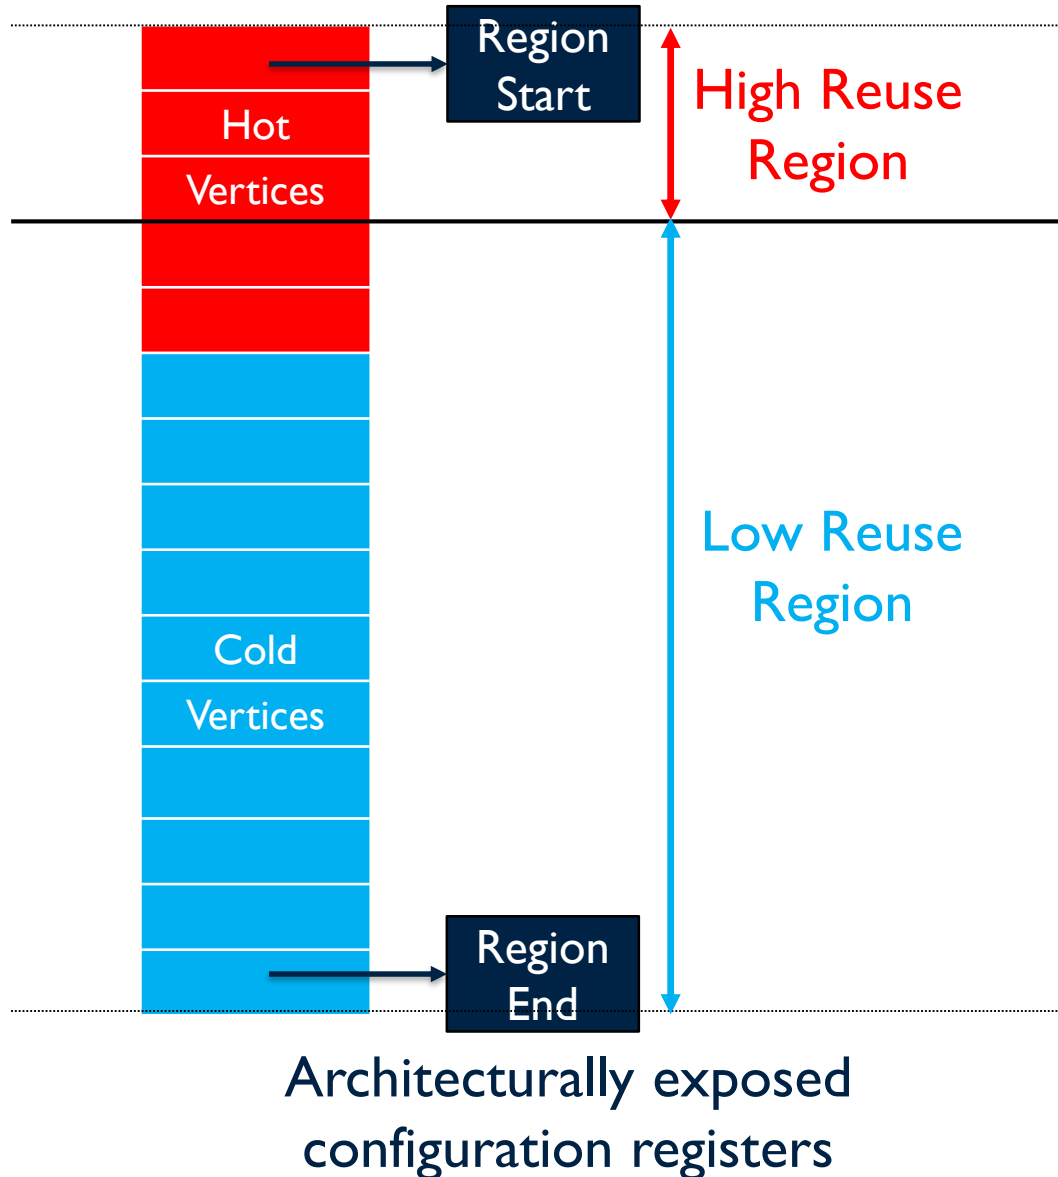 Region
Start
High Reuse
Region
Hot
Vertices
Low Reuse
Region
Cold
Vertices
Region
End
Architecturally exposed
configuration registers